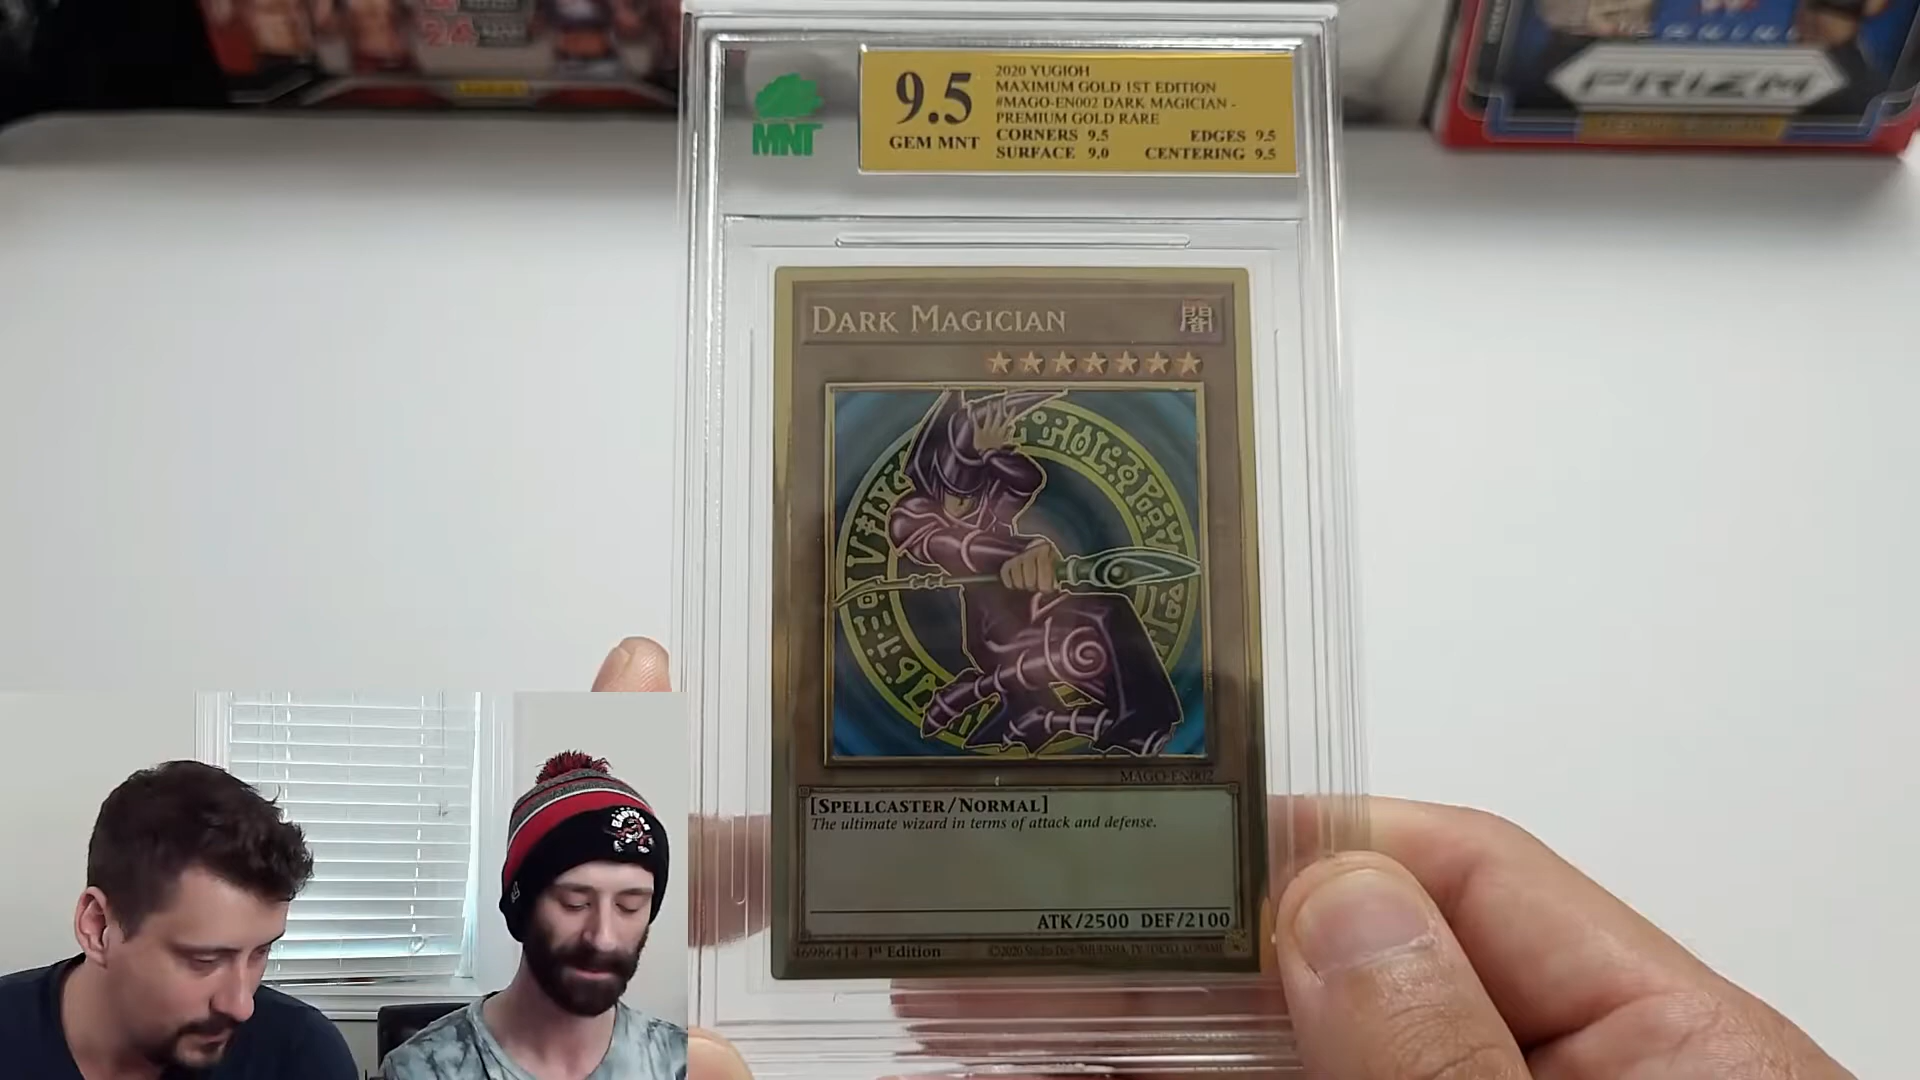 24
PRIZM
MNT
9.5
GEM MNT
2020 YUGIOH
MAXIMUM GOLD 1ST EDITION
#MAGO-EN002 DARK MAGICIAN -
PREMIUM GOLD RARE
CORNERS 9.5 EDGES 9.5
SURFACE 9.0 CENTERING 9.5
DARK MAGICIAN
闇
MAGO-EN002
[SPELLCASTER/NORMAL]
The ultimate wizard in terms of attack and defense.
ATK/2500 DEF/2100
46986414 1st Edition